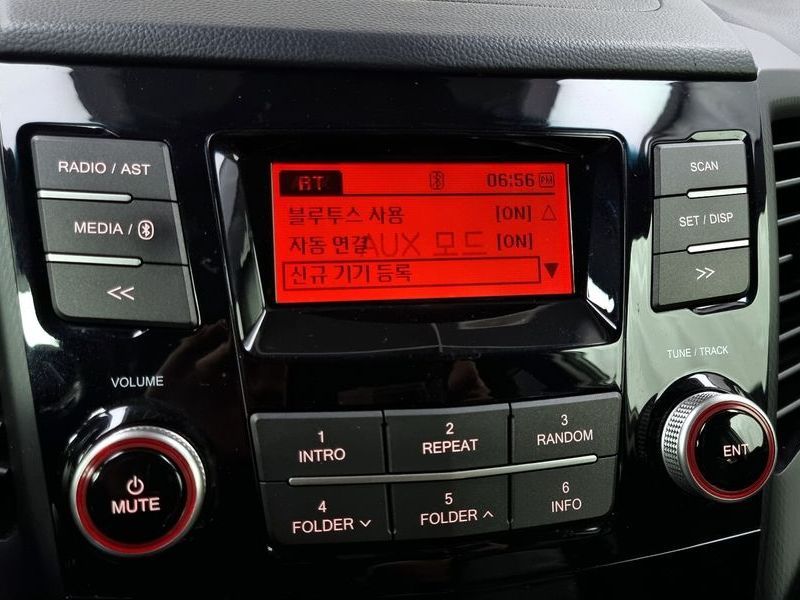 RADIO / AST
MEDIA /
<<
BT
06:56 PM
블루투스 사용 [ON]
자동 연결 [ON]
AUX 모드
신규 기기 등록
SCAN
SET / DISP
>>
VOLUME
MUTE
TUNE / TRACK
ENT
1
INTRO
2
REPEAT
3
RANDOM
4
FOLDER
5
FOLDER
6
INFO